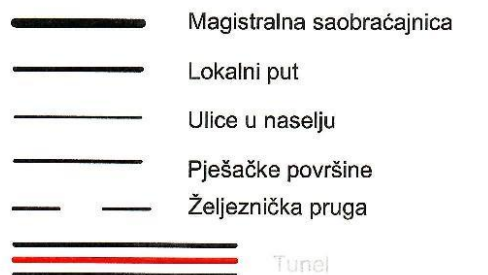 Magistralna saobraćajnica
Lokalni put
Ulice u naselju
Pješačke površine
Željeznička pruga
Tunel